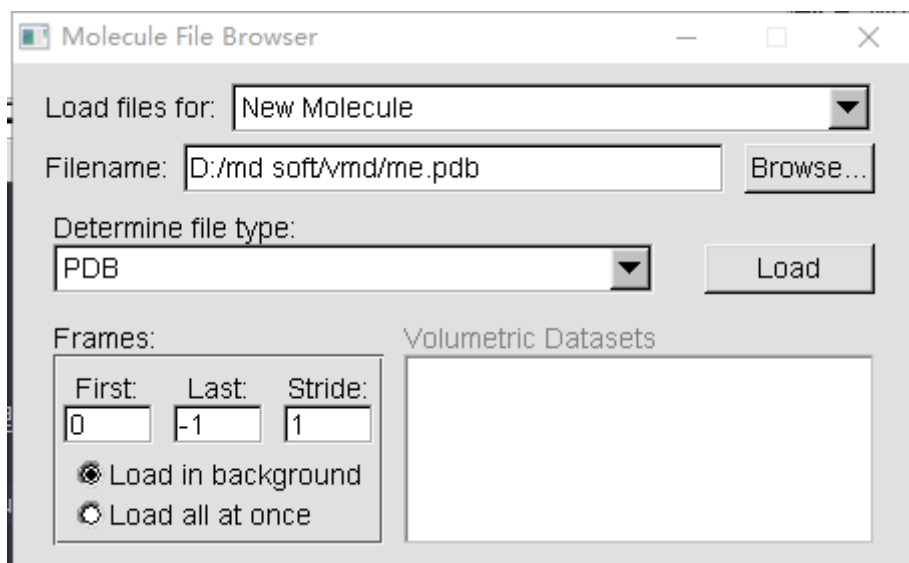 Molecule File Browser
Load files for: New Molecule
Filename: D:/md soft/vmd/me.pdb Browse...
Determine file type:
PDB Load
Frames: Volumetric Datasets
First: Last: Stride:
0 -1 1
Load in background
Load all at once